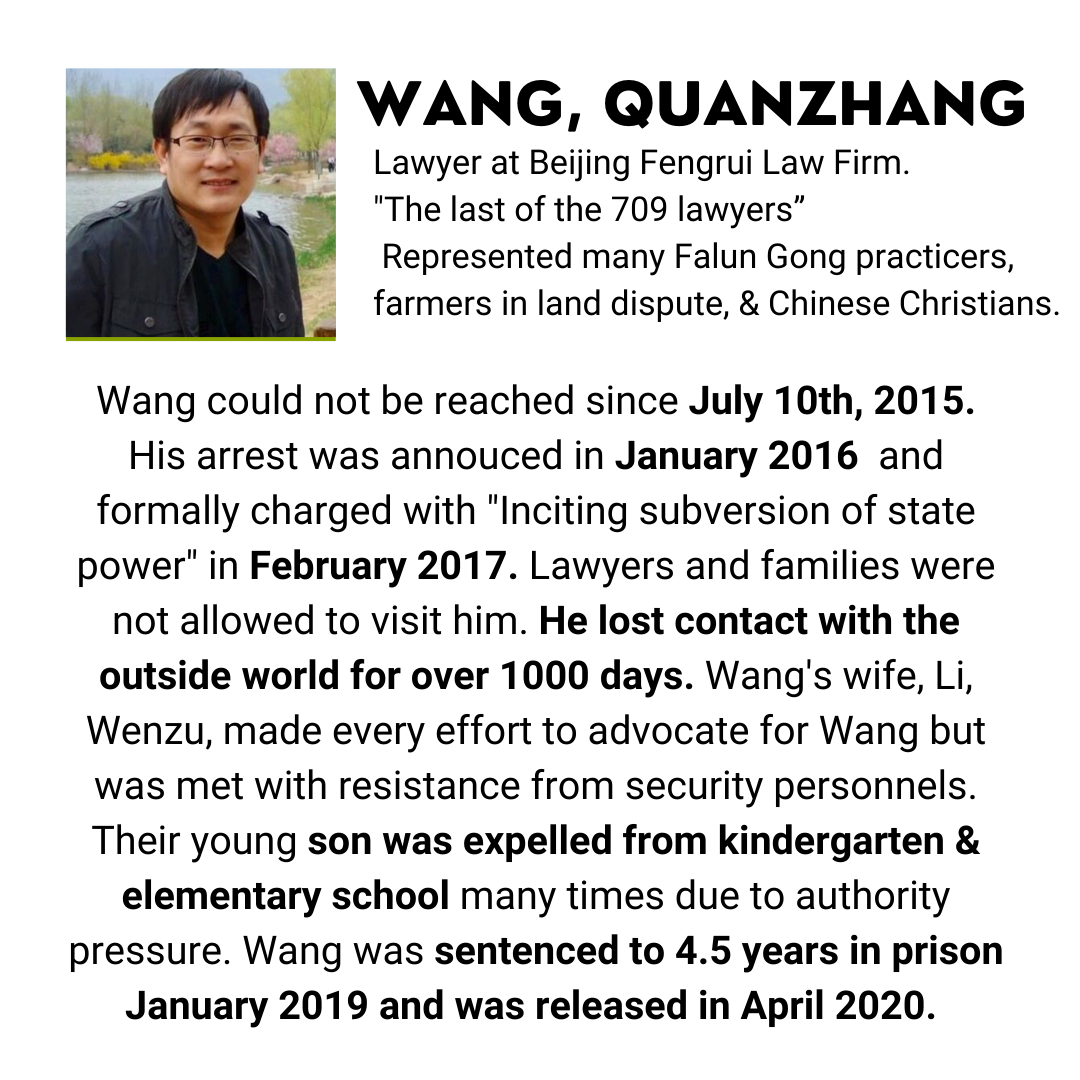 WANG, QUANZHANG
Lawyer at Beijing Fengrui Law Firm.
"The last of the 709 lawyers”
Represented many Falun Gong practicers,
farmers in land dispute, & Chinese Christians.
Wang could not be reached since July 10th, 2015.
His arrest was annouced in January 2016 and
formally charged with "Inciting subversion of state
power" in February 2017. Lawyers and families were
not allowed to visit him. He lost contact with the
outside world for over 1000 days. Wang's wife, Li,
Wenzu, made every effort to advocate for Wang but
was met with resistance from security personnels.
Their young son was expelled from kindergarten &
elementary school many times due to authority
pressure. Wang was sentenced to 4.5 years in prison
January 2019 and was released in April 2020.